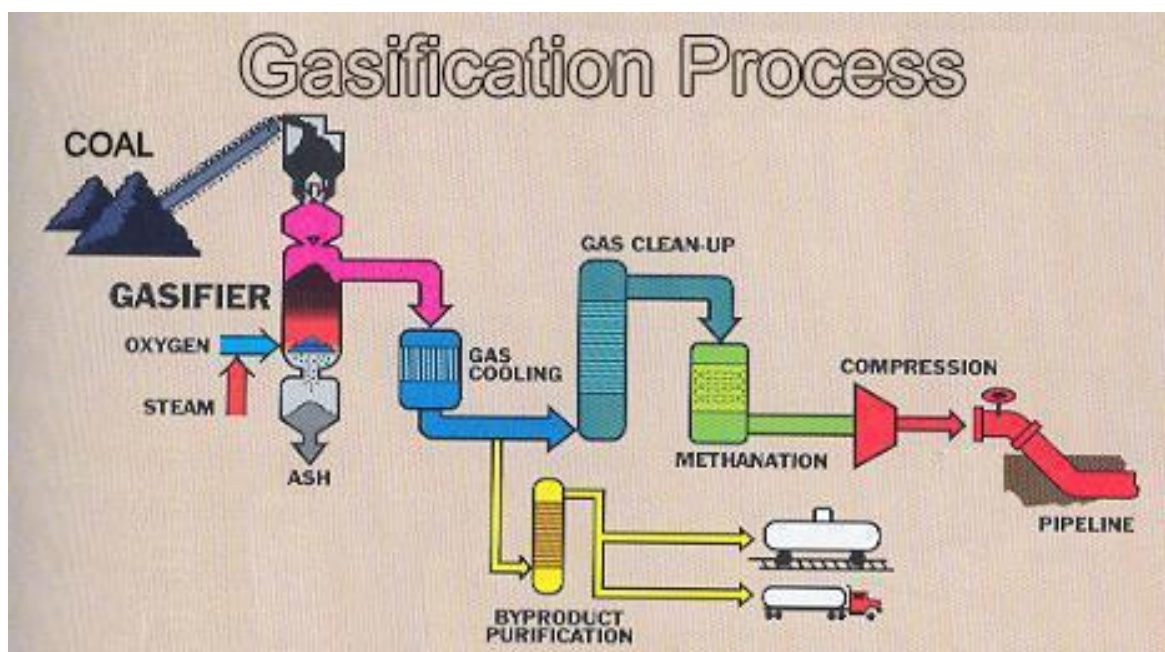 Gasification Process
COAL
GAS CLEAN-UP
GASIFIER
OXYGEN
GAS
COOLING
COMPRESSION
STEAM
METHANATION
ASH
PIPELINE
BYPRODUCT
PURIFICATION